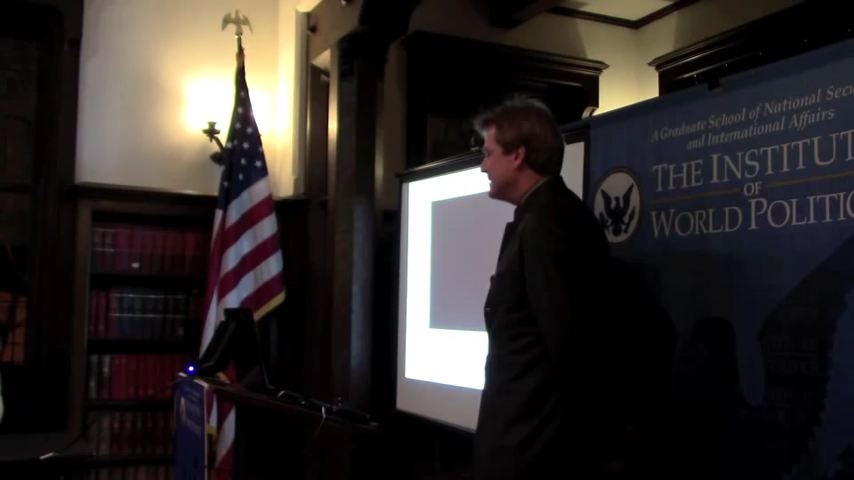 A Graduate School of National Secu
and International Affairs
THE INSTITUT
OF
WORLD POLITIC